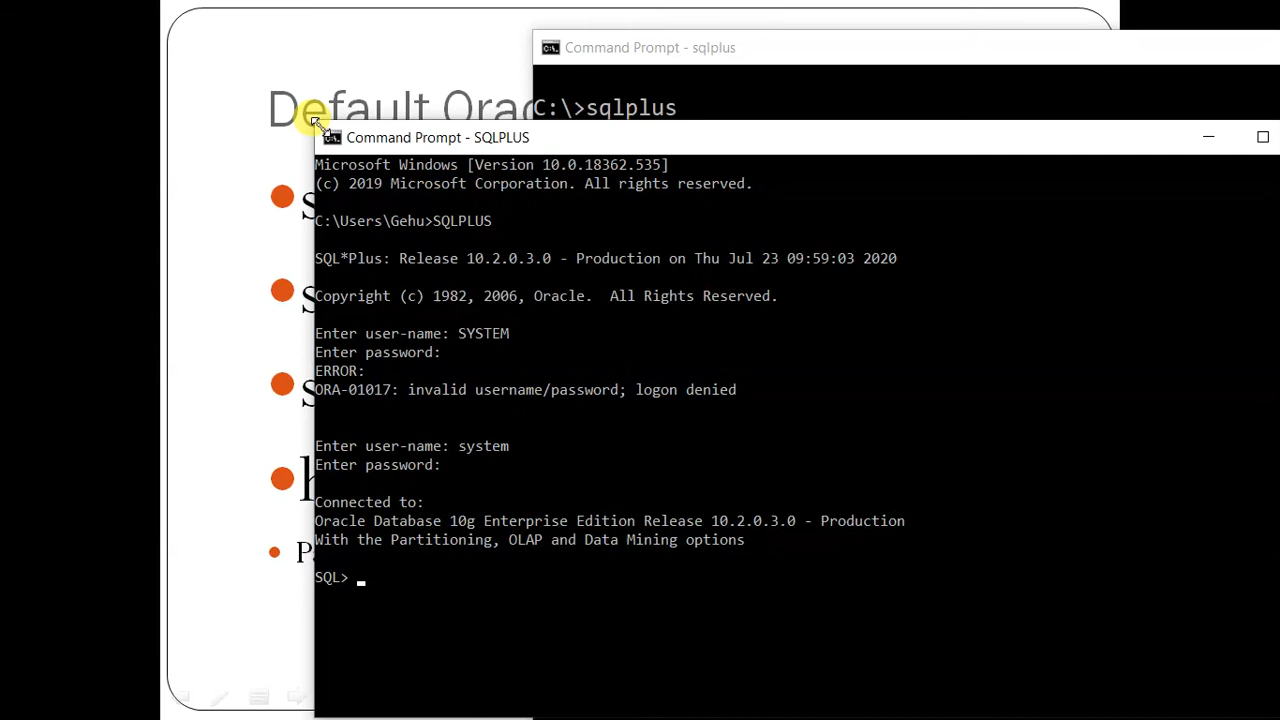 Command Prompt - sqlplus
Default Orac
C:\>sqlplus
Command Prompt - SQLPLUS
Microsoft Windows [Version 10.0.18362.535]
(c) 2019 Microsoft Corporation. All rights reserved.
C:\Users\Gehu>SQLPLUS
SQL*Plus: Release 10.2.0.3.0 - Production on Thu Jul 23 09:59:03 2020
Copyright (c) 1982, 2006, Oracle.  All Rights Reserved.
Enter user-name: SYSTEM
Enter password:
ERROR:
ORA-01017: invalid username/password; logon denied
Enter user-name: system
Enter password:
Connected to:
Oracle Database 10g Enterprise Edition Release 10.2.0.3.0 - Production
With the Partitioning, OLAP and Data Mining options
SQL>